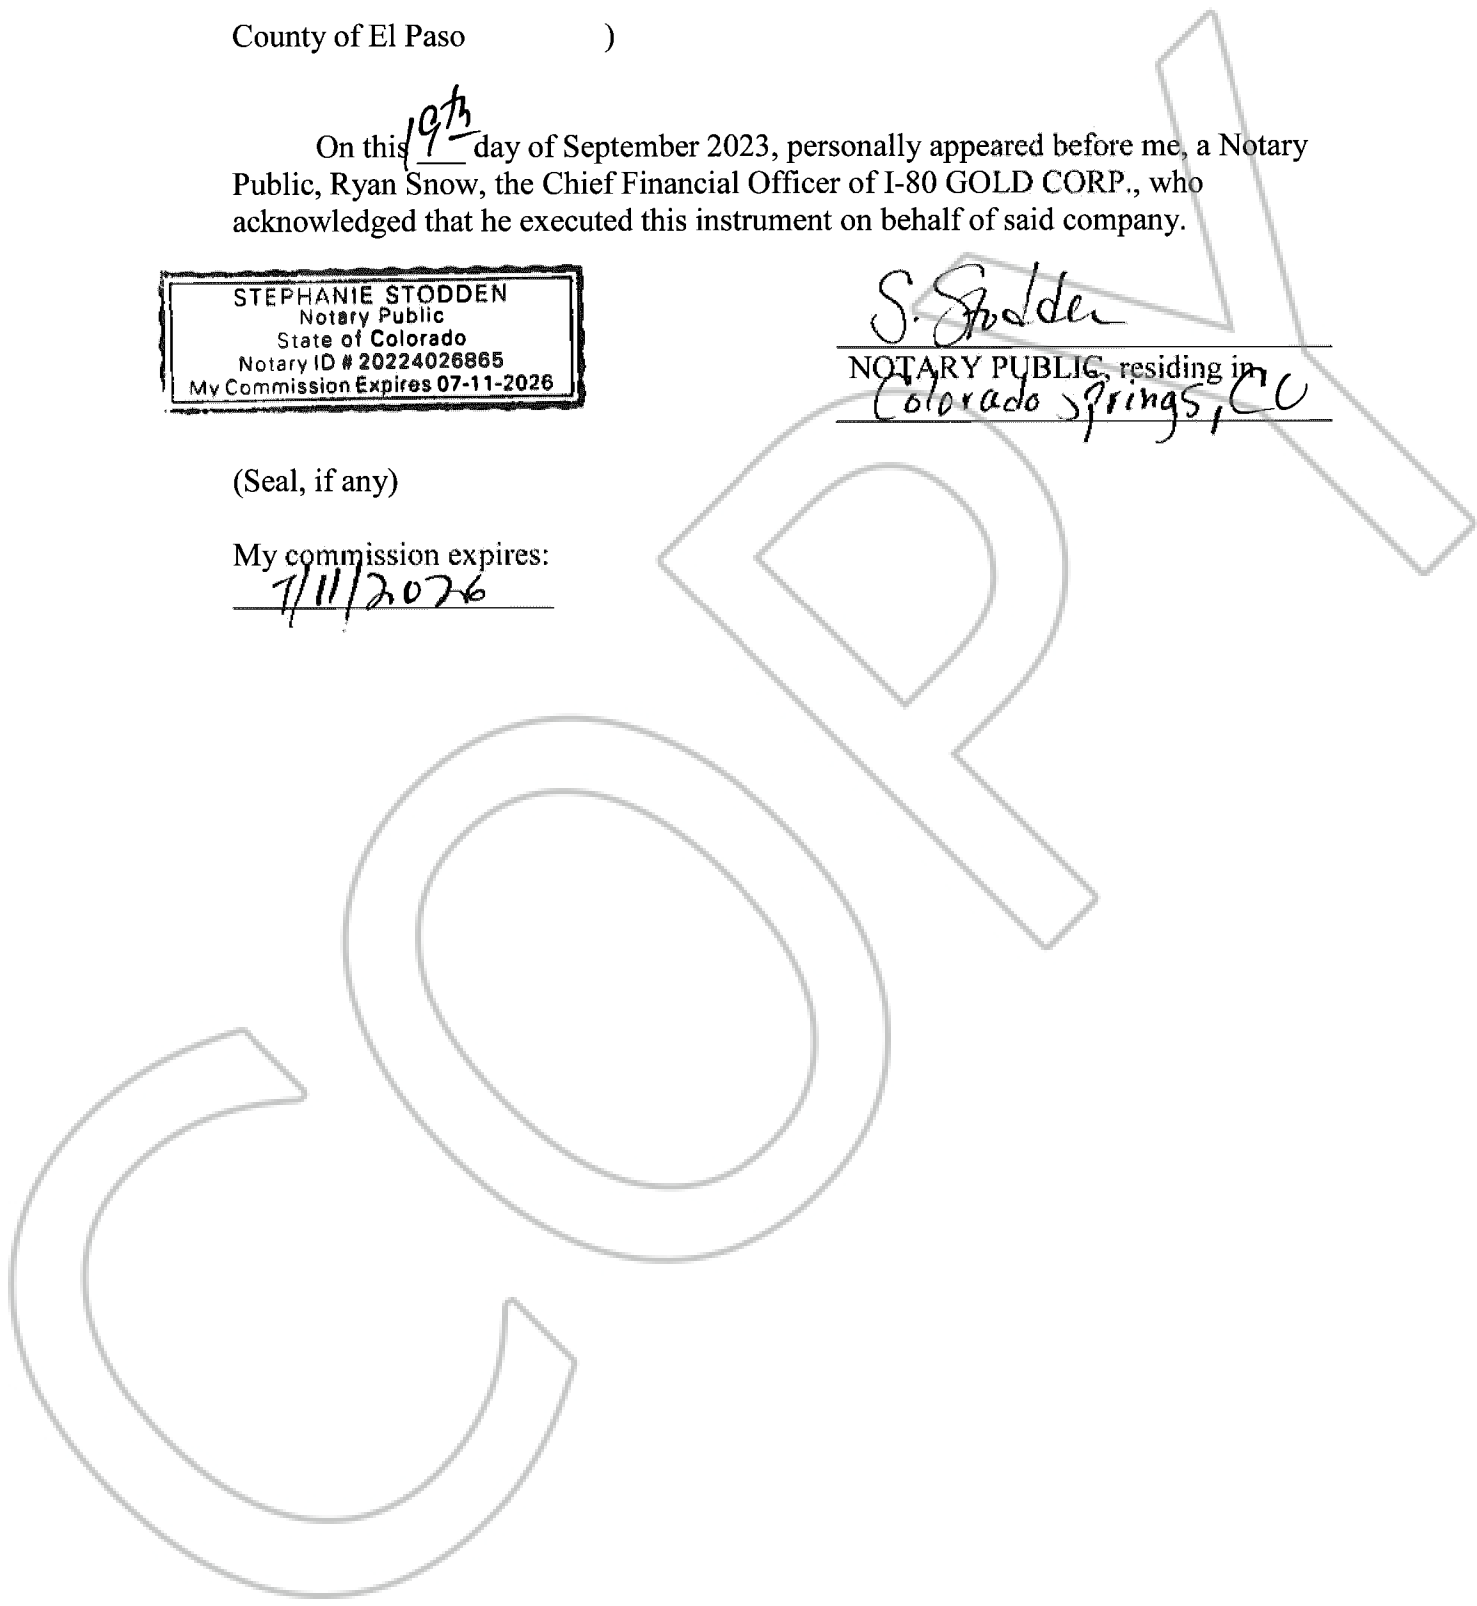 County of El Paso )
On this 19th day of September 2023, personally appeared before me, a Notary
Public, Ryan Snow, the Chief Financial Officer of I-80 GOLD CORP., who
acknowledged that he executed this instrument on behalf of said company.
STEPHANIE STODDEN
Notary Public
State of Colorado
Notary ID # 20224026865
My Commission Expires 07-11-2026
S. Stodden
NOTARY PUBLIC, residing in
Colorado Springs, CO
(Seal, if any)
My commission expires:
7/11/2026
COPY